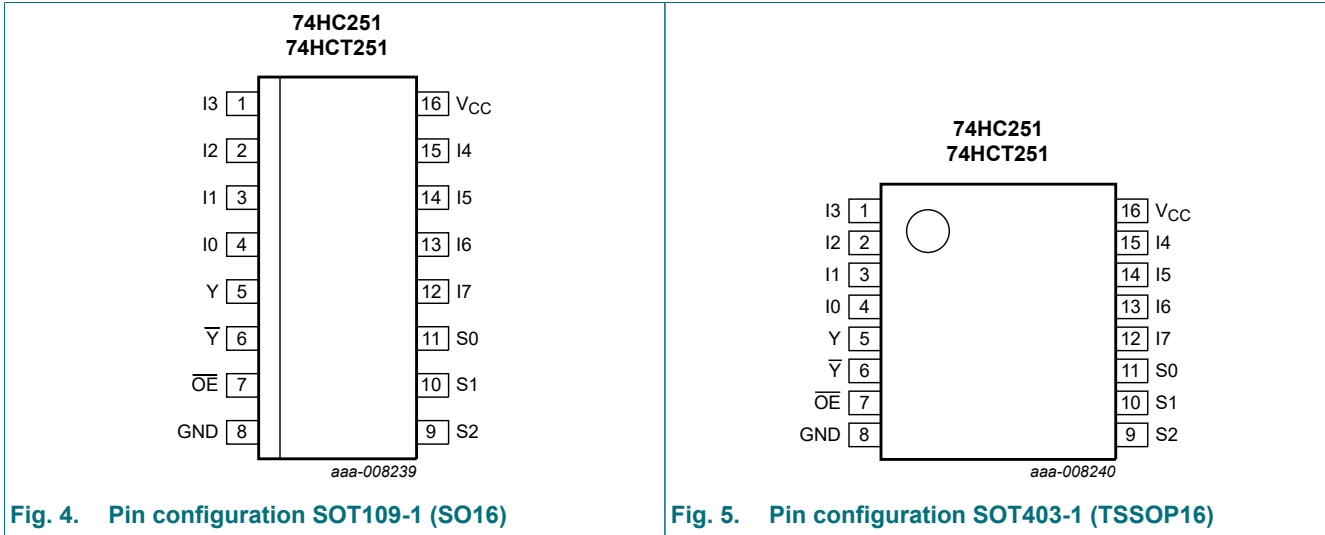 74HC251
74HCT251
I3 1 16 VCC
I2 2 15 I4
I1 3 14 I5
I0 4 13 I6
Y 5 12 I7
Y̅ 6 11 S0
O̅E̅ 7 10 S1
GND 8 9 S2
aaa-008239
Fig. 4. Pin configuration SOT109-1 (SO16)
74HC251
74HCT251
I3 1 16 VCC
I2 2 15 I4
I1 3 14 I5
I0 4 13 I6
Y 5 12 I7
Y̅ 6 11 S0
O̅E̅ 7 10 S1
GND 8 9 S2
aaa-008240
Fig. 5. Pin configuration SOT403-1 (TSSOP16)